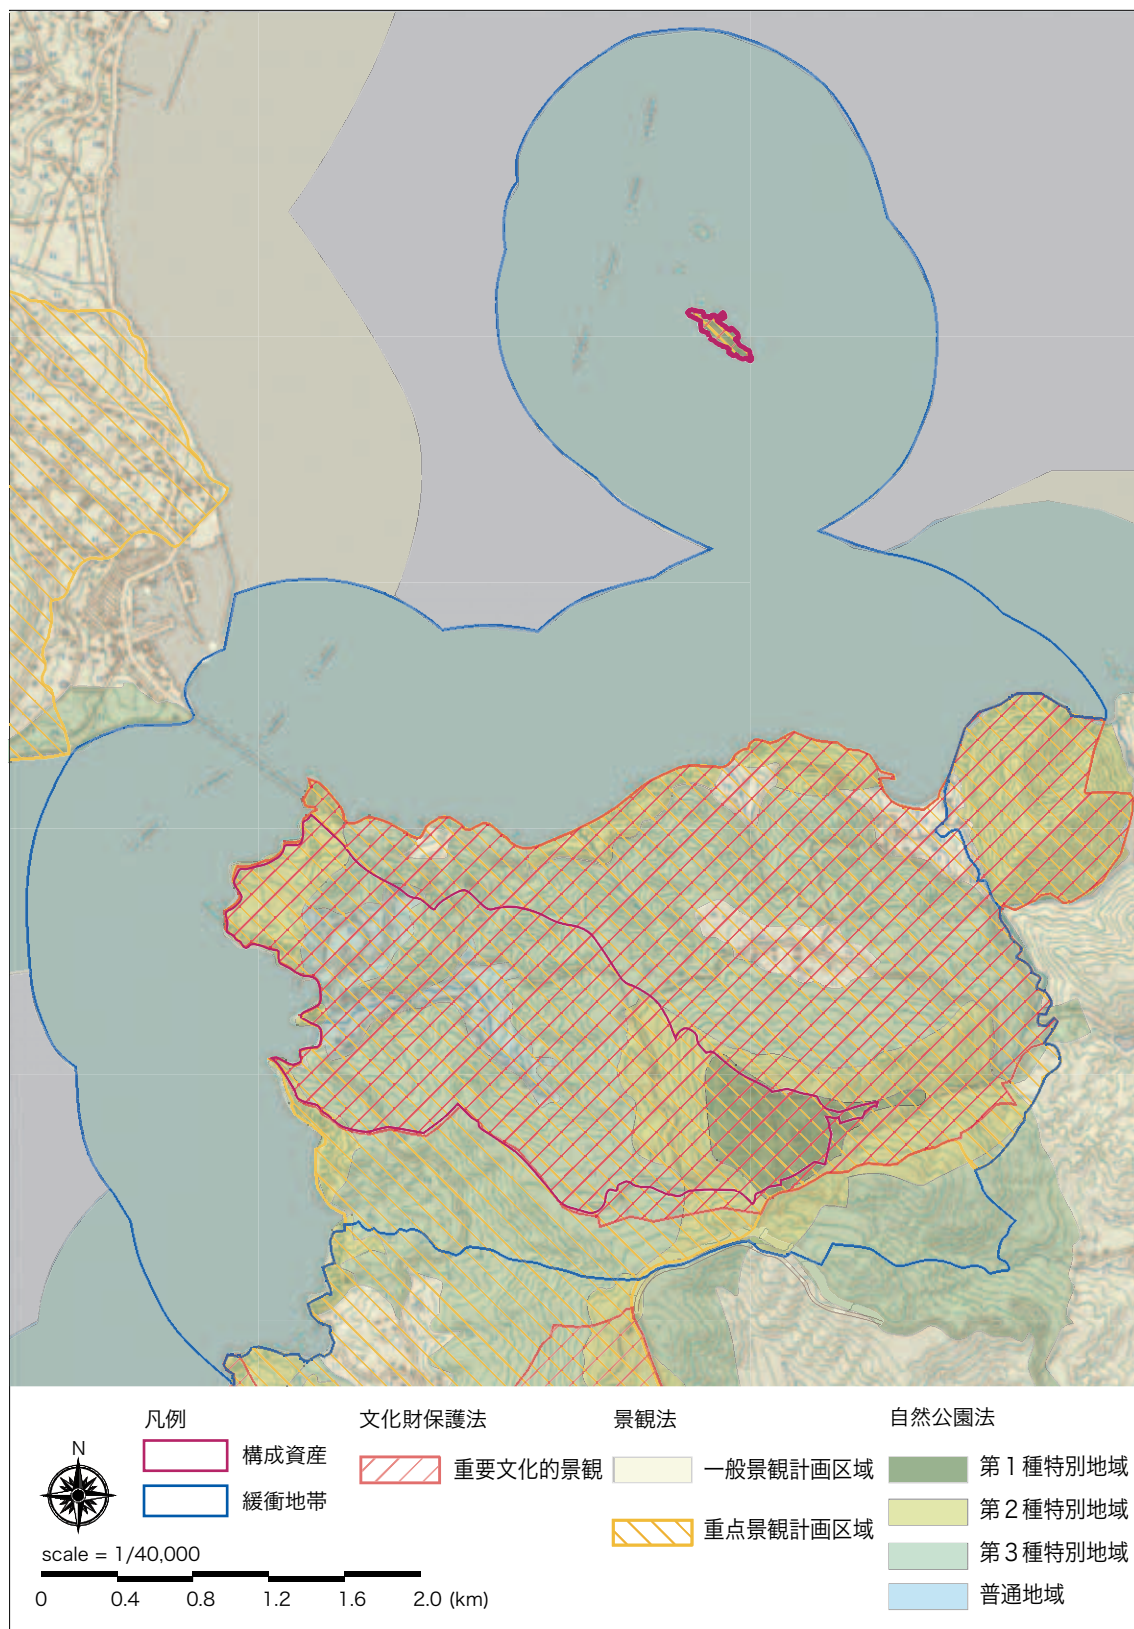 凡例
構成資産
緩衝地帯
文化財保護法
重要文化的景観
景観法
一般景観計画区域
重点景観計画区域
自然公園法
第1種特別地域
第2種特別地域
第3種特別地域
普通地域
N
scale = 1/40,000
0 0.4 0.8 1.2 1.6 2.0 (km)